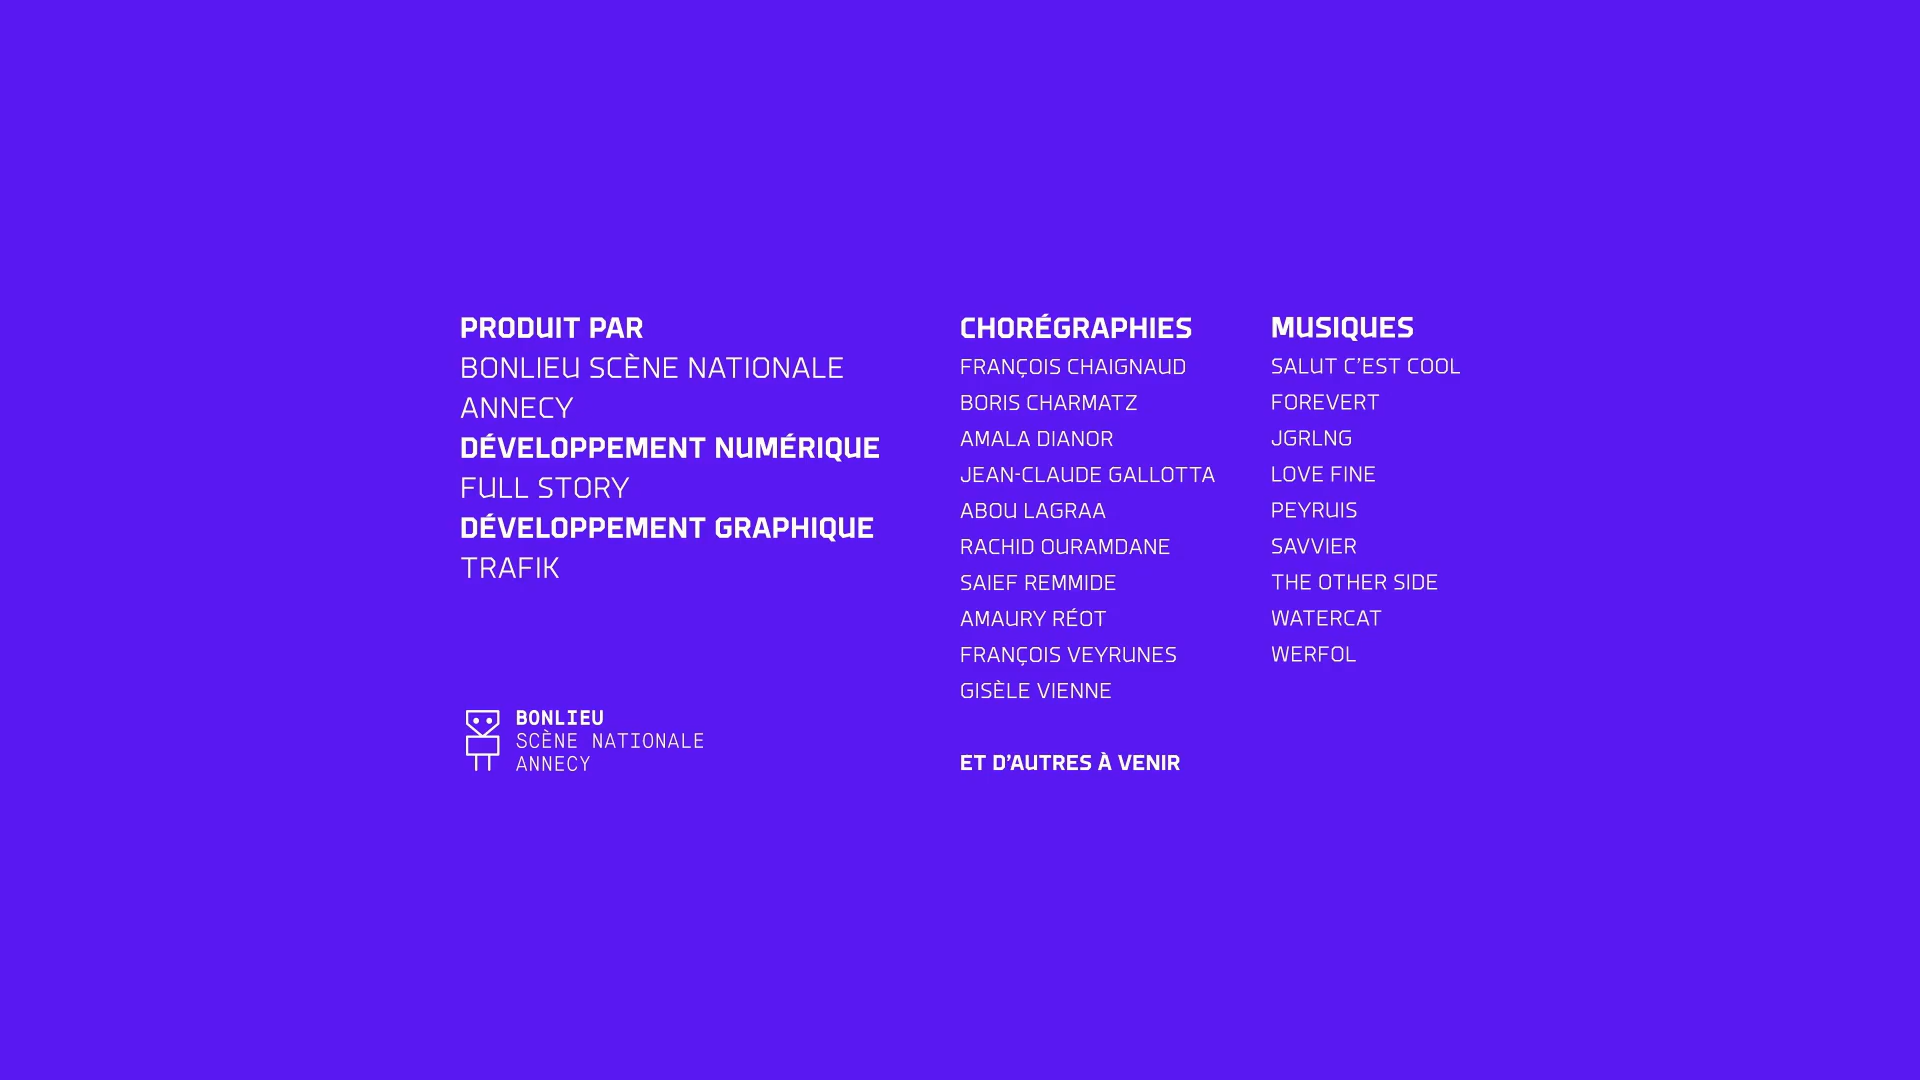 PRODUIT PAR
BONLIEU SCÈNE NATIONALE
ANNECY
DÉVELOPPEMENT NUMÉRIQUE
FULL STORY
DÉVELOPPEMENT GRAPHIQUE
TRAFIK
BONLIEU
SCÈNE NATIONALE
ANNECY
CHORÉGRAPHIES
FRANÇOIS CHAIGNAUD
BORIS CHARMATZ
AMALA DIANOR
JEAN-CLAUDE GALLOTTA
ABOU LAGRAA
RACHID OURAMDANE
SAIEF REMMIDE
AMAURY RÉOT
FRANÇOIS VEYRUNES
GISÈLE VIENNE
ET D’AUTRES À VENIR
MUSIQUES
SALUT C’EST COOL
FOREVERT
JGRLNG
LOVE FINE
PEYRUIS
SAVVIER
THE OTHER SIDE
WATERCAT
WERFOL